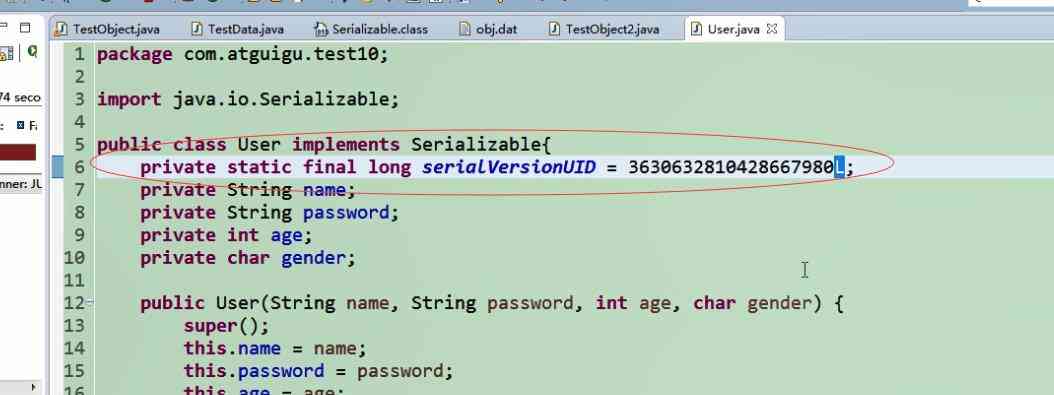 TestObject.java TestData.java Serializable.class obj.dat TestObject2.java User.java
1 package com.atguigu.test10;
2
3 import java.io.Serializable;
4
5 public class User implements Serializable{
6 private static final long serialVersionUID = 3630632810428667980L;
7 private String name;
8 private String password;
9 private int age;
10 private char gender;
11
12 public User(String name, String password, int age, char gender) {
13 super();
14 this.name = name;
15 this.password = password;
16 this.age = age;
74 seco
nner: JU